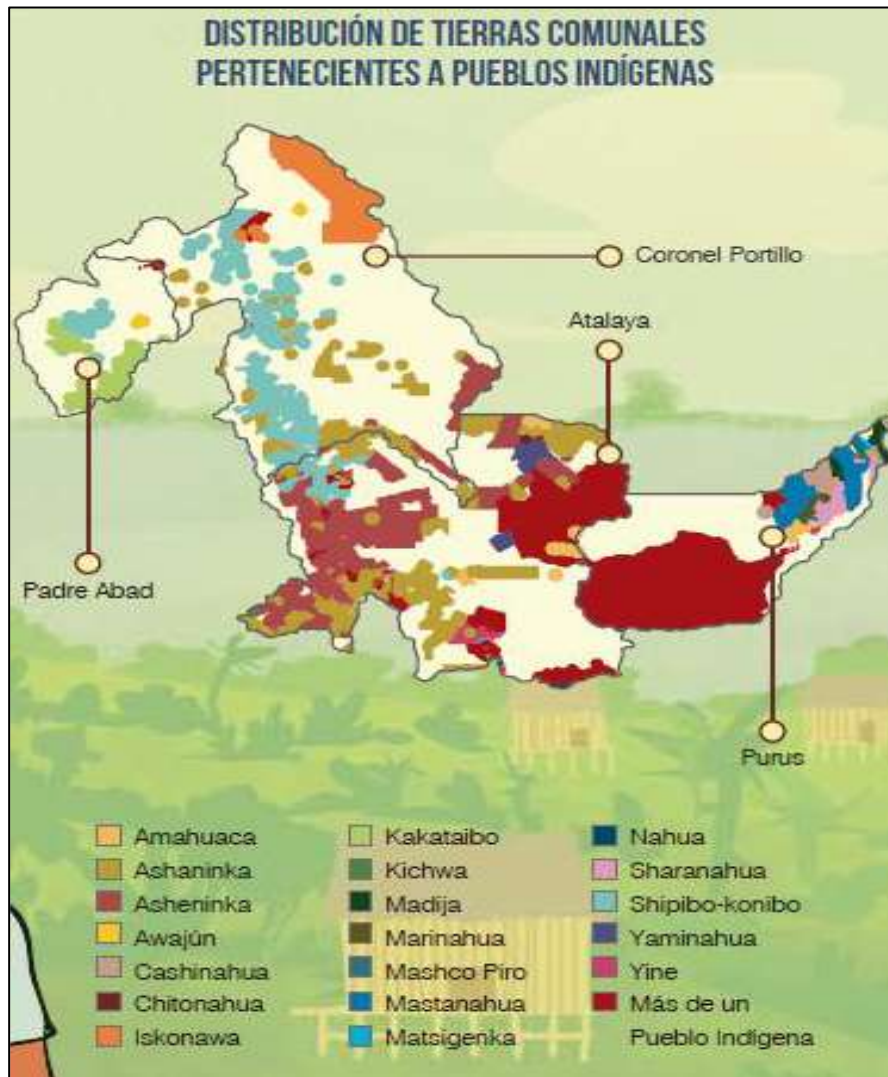 DISTRIBUCIÓN DE TIERRAS COMUNALES
PERTENECIENTES A PUEBLOS INDÍGENAS
Coronel Portillo
Atalaya
Padre Abad
Purus
Amahuaca
Ashaninka
Asheninka
Awajún
Cashinahua
Chitonahua
Iskonawa
Kakataibo
Kichwa
Madija
Marinahua
Mashco Piro
Mastanahua
Matsigenka
Nahua
Sharanahua
Shipibo-konibo
Yaminahua
Yine
Más de un
Pueblo Indígena